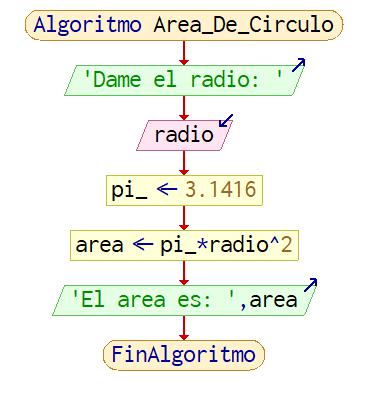 Algoritmo Area_De_Circulo
'Dame el radio: '
radio
pi_ ← 3.1416
area ← pi_*radio^2
'El area es: ',area
FinAlgoritmo